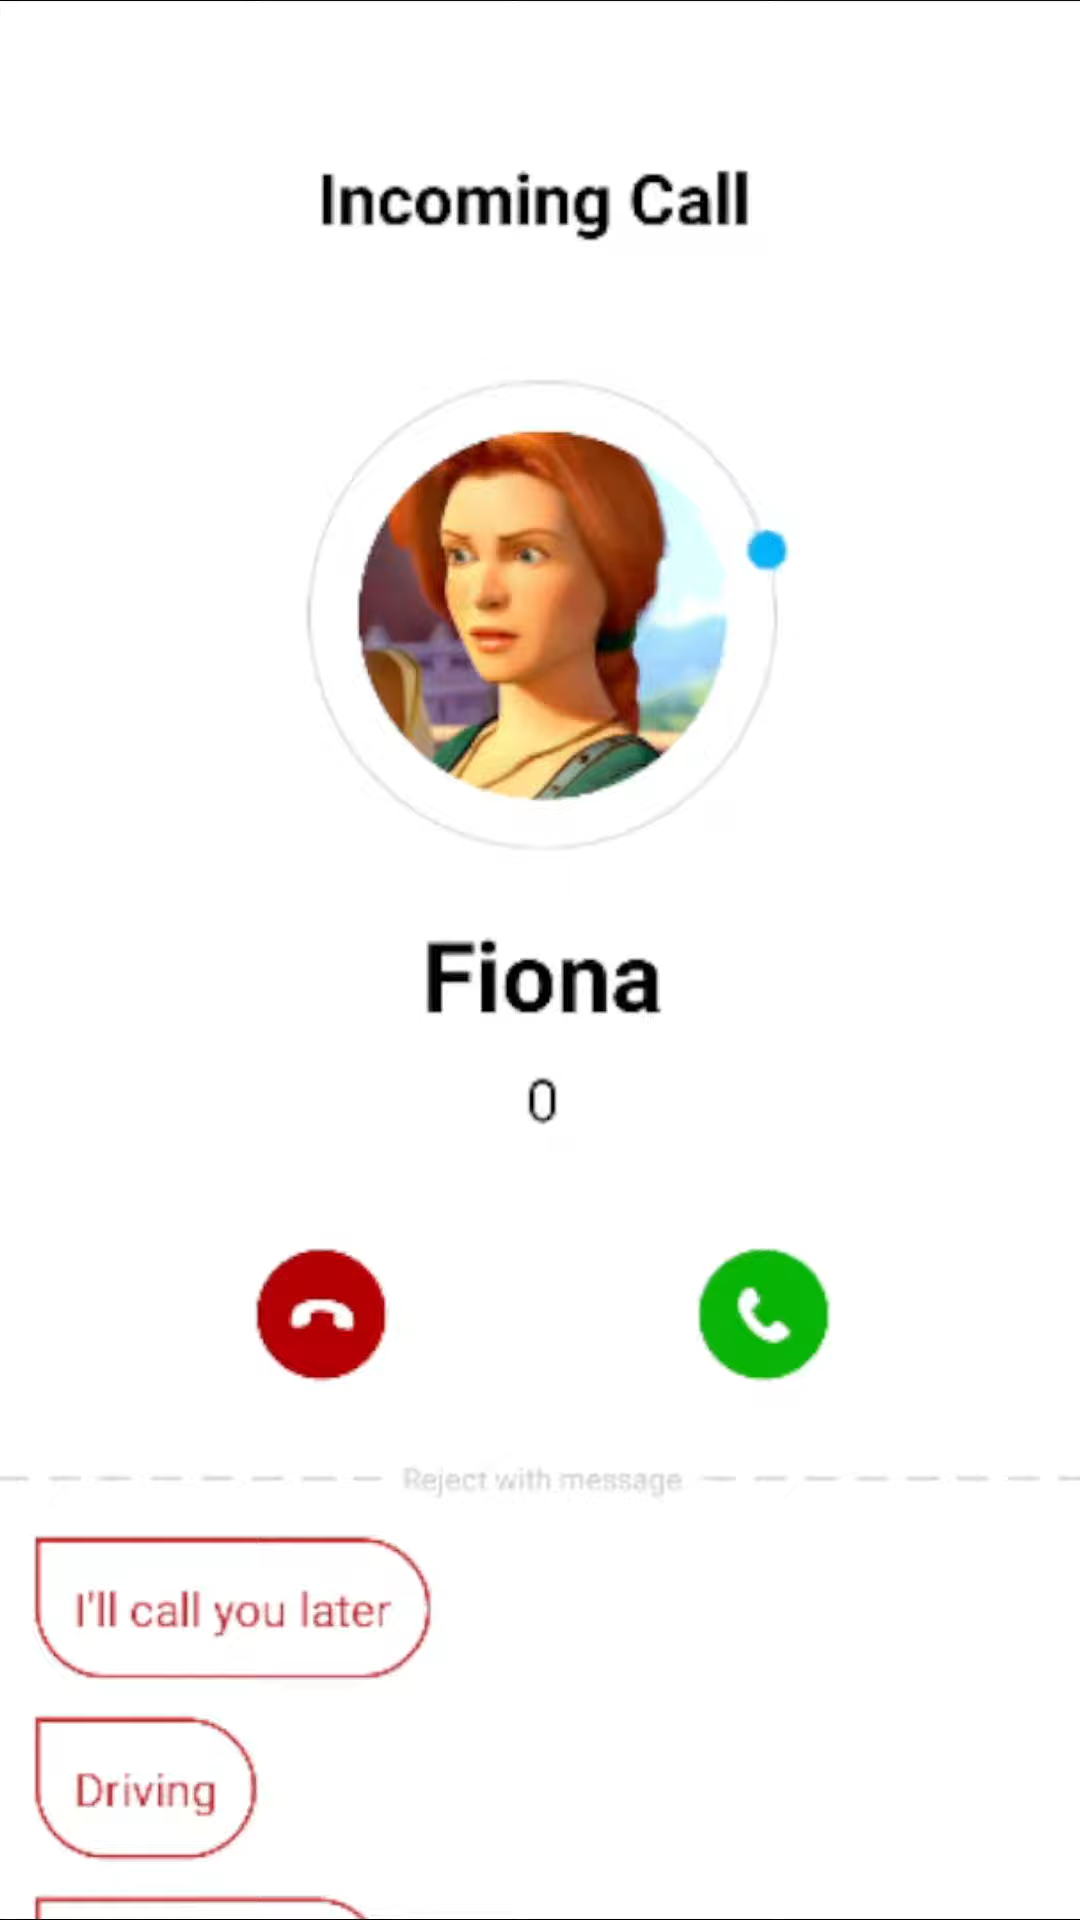 Incoming Call
Fiona
0
Reject with message
I'll call you later
Driving